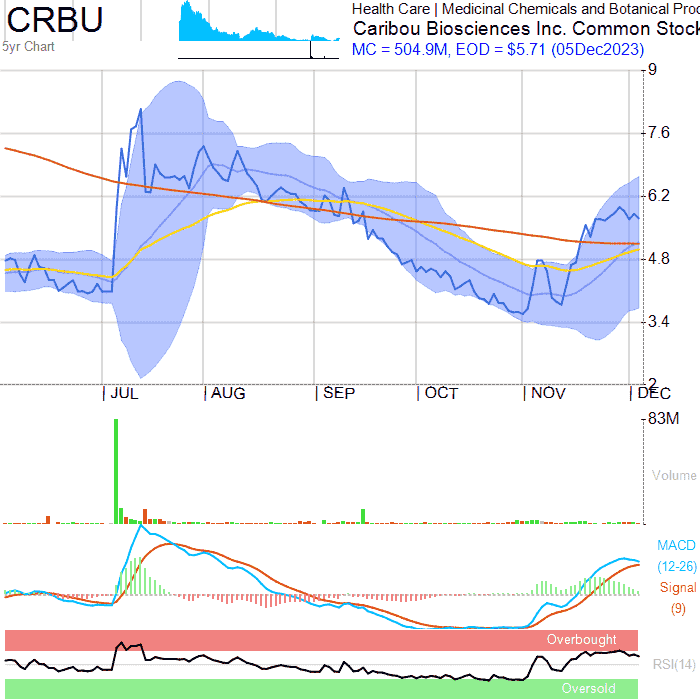 CRBU
5yr Chart
Health Care | Medicinal Chemicals and Botanical Prod
Caribou Biosciences Inc. Common Stock
MC = 504.9M, EOD = $5.71 (05Dec2023)
9
7.6
6.2
4.8
3.4
2
JUL AUG SEP OCT NOV DEC
83M
Volume
MACD
(12-26)
Signal
(9)
Overbought
RSI(14)
Oversold